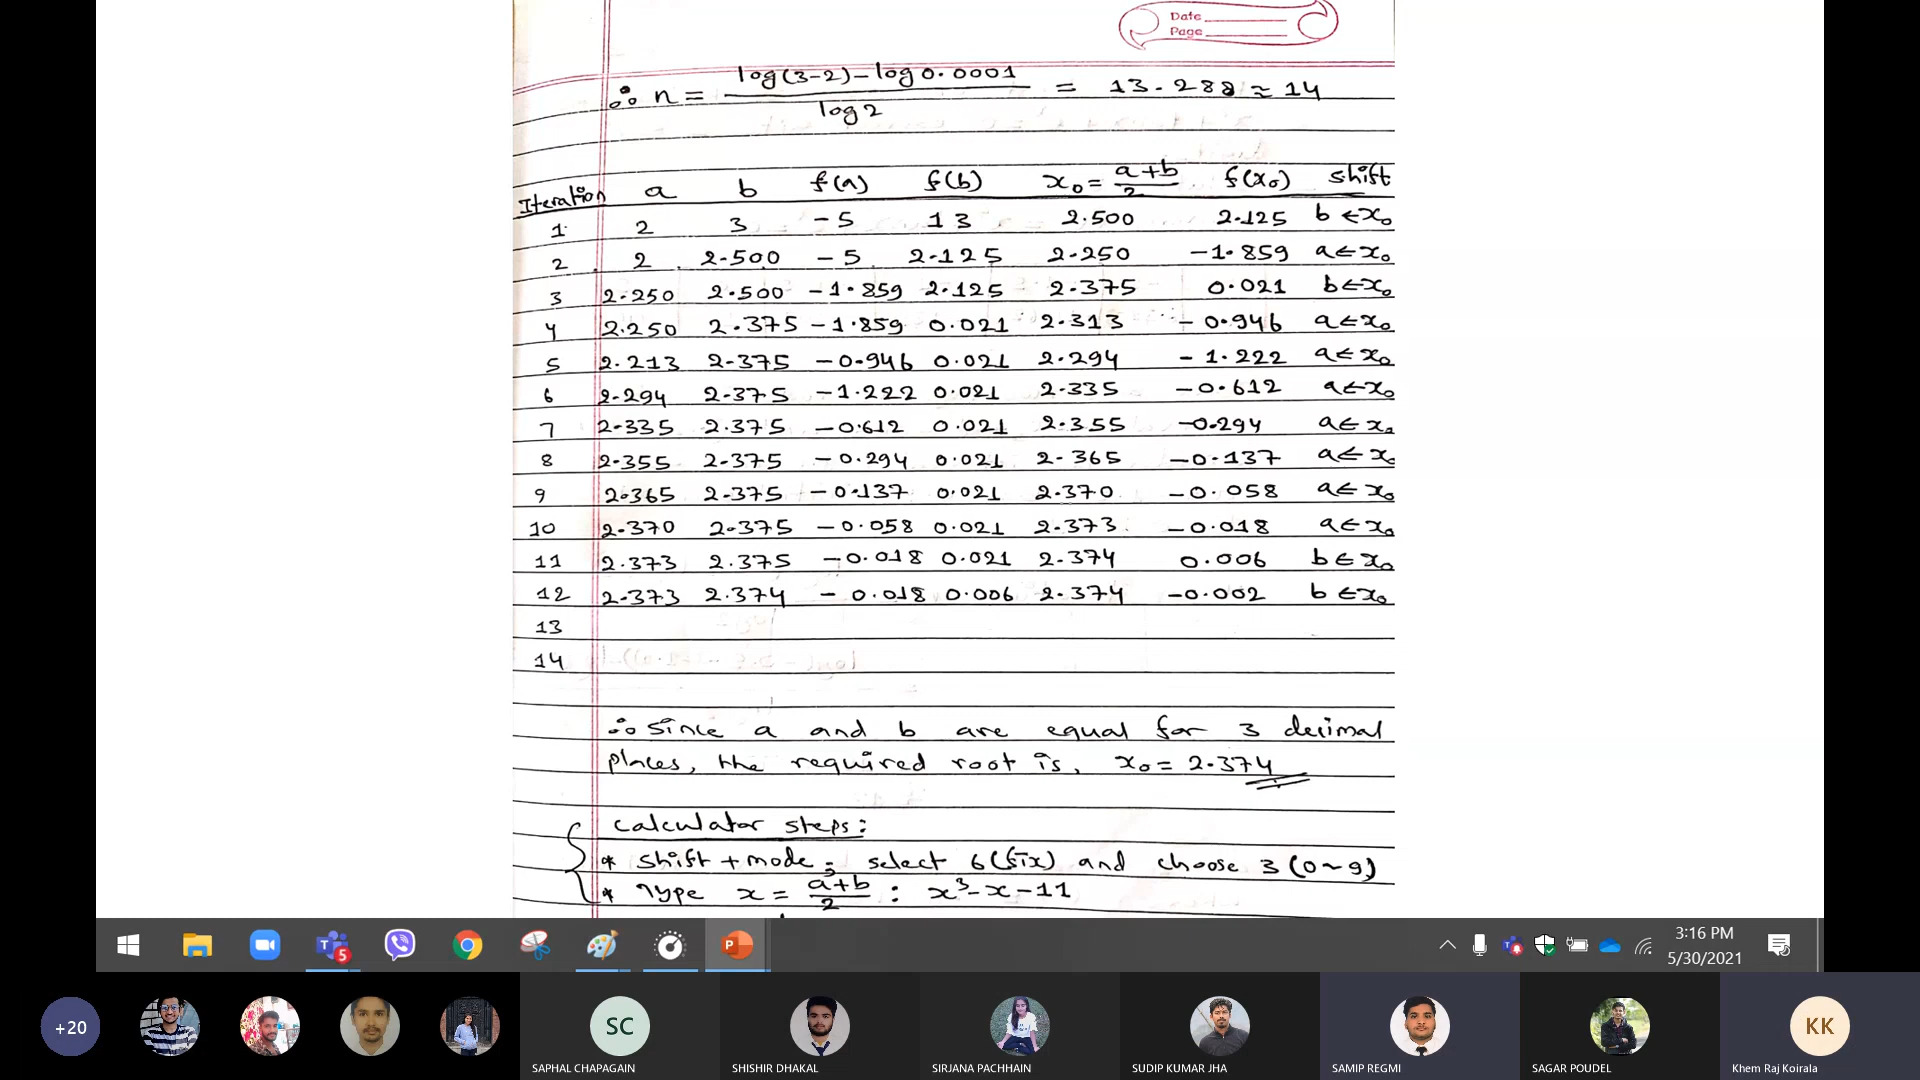 Date
Page
∴ n = log(3-2) - log 0.0001 / log 2 = 13.288 ≈ 14
Iteration a b f(a) f(b) x₀ = a+b/2 f(x₀) shift
1 2 3 -5 13 2.500 2.125 b ← x₀
2 2 2.500 -5 2.125 2.250 -1.859 a ← x₀
3 2.250 2.500 -1.859 2.125 2.375 0.021 b ← x₀
4 2.250 2.375 -1.859 0.021 2.313 -0.946 a ← x₀
5 2.213 2.375 -0.946 0.021 2.294 -1.222 a ← x₀
6 2.294 2.375 -1.222 0.021 2.335 -0.612 a ← x₀
7 2.335 2.375 -0.612 0.021 2.355 -0.294 a ← x₀
8 2.355 2.375 -0.294 0.021 2.365 -0.137 a ← x₀
9 2.365 2.375 -0.137 0.021 2.370 -0.058 a ← x₀
10 2.370 2.375 -0.058 0.021 2.373 -0.018 a ← x₀
11 2.373 2.375 -0.018 0.021 2.374 0.006 b ← x₀
12 2.373 2.374 -0.018 0.006 2.374 -0.002 b ← x₀
13
14
∴ Since a and b are equal for 3 decimal
places, the required root is, x₀ = 2.374
Calculator steps:
* Shift + mode; select 6 (Six) and choose 3 (0~9)
* Type x = a+b/2 : x³-x-11
5
3:16 PM
5/30/2021
+20
SC
KK
SAPHAL CHAPAGAIN
SHISHIR DHAKAL
SIRJANA PACHHAIN
SUDIP KUMAR JHA
SAMIP REGMI
SAGAR POUDEL
Khem Raj Koirala